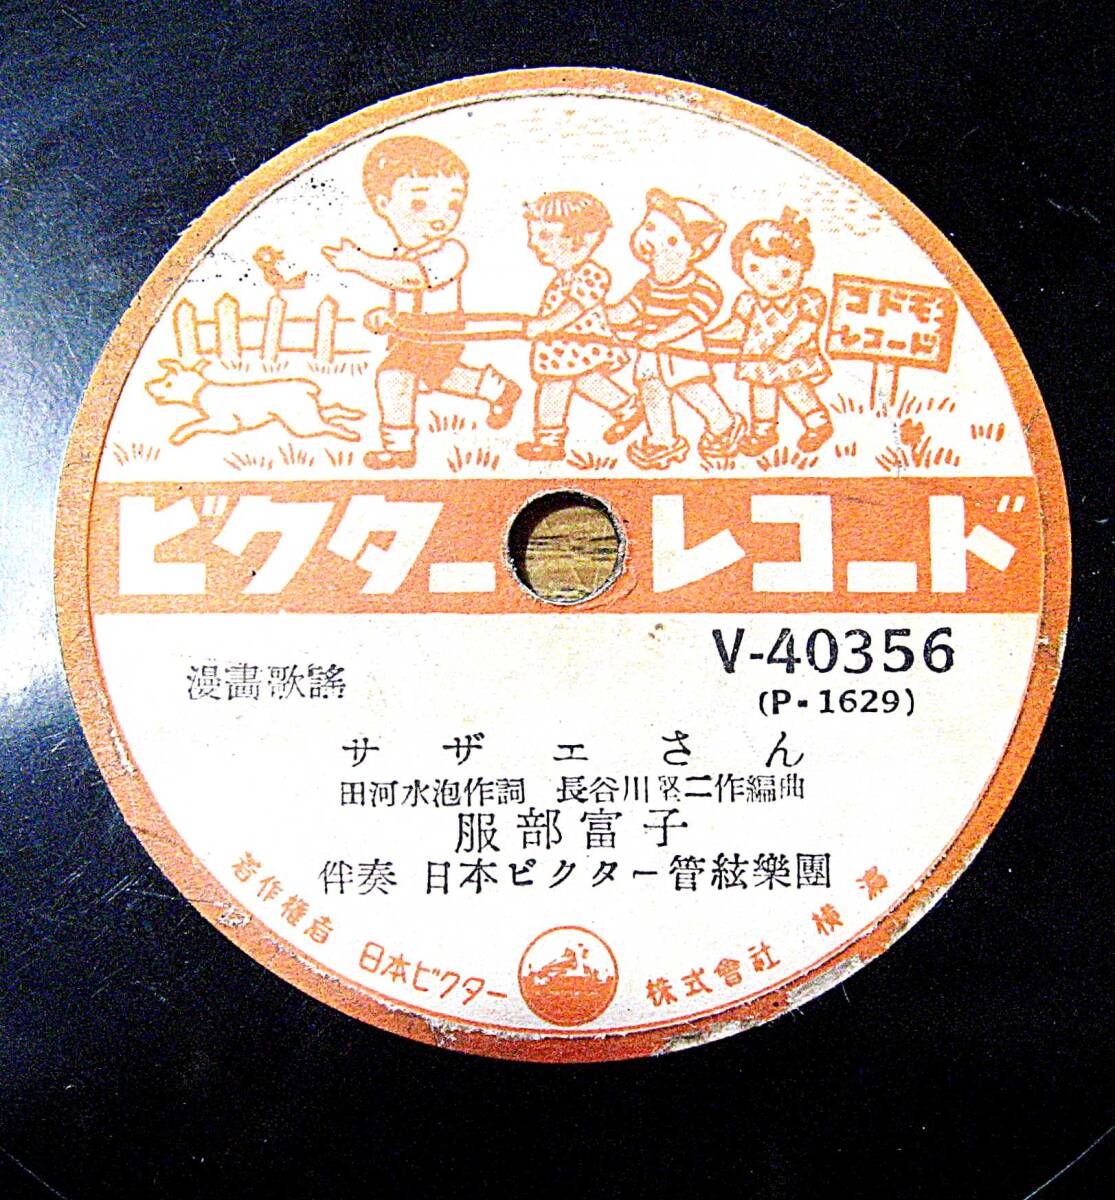 コドモ
レコード
ビクターレコード
V-40356
(P-1629)
漫畫歌謠
サザエさん
田河水泡作詞 長谷川堅二作編曲
服部富子
伴奏 日本ビクター管絃樂團
著作権者 日本ビクター 株式會社 横濱